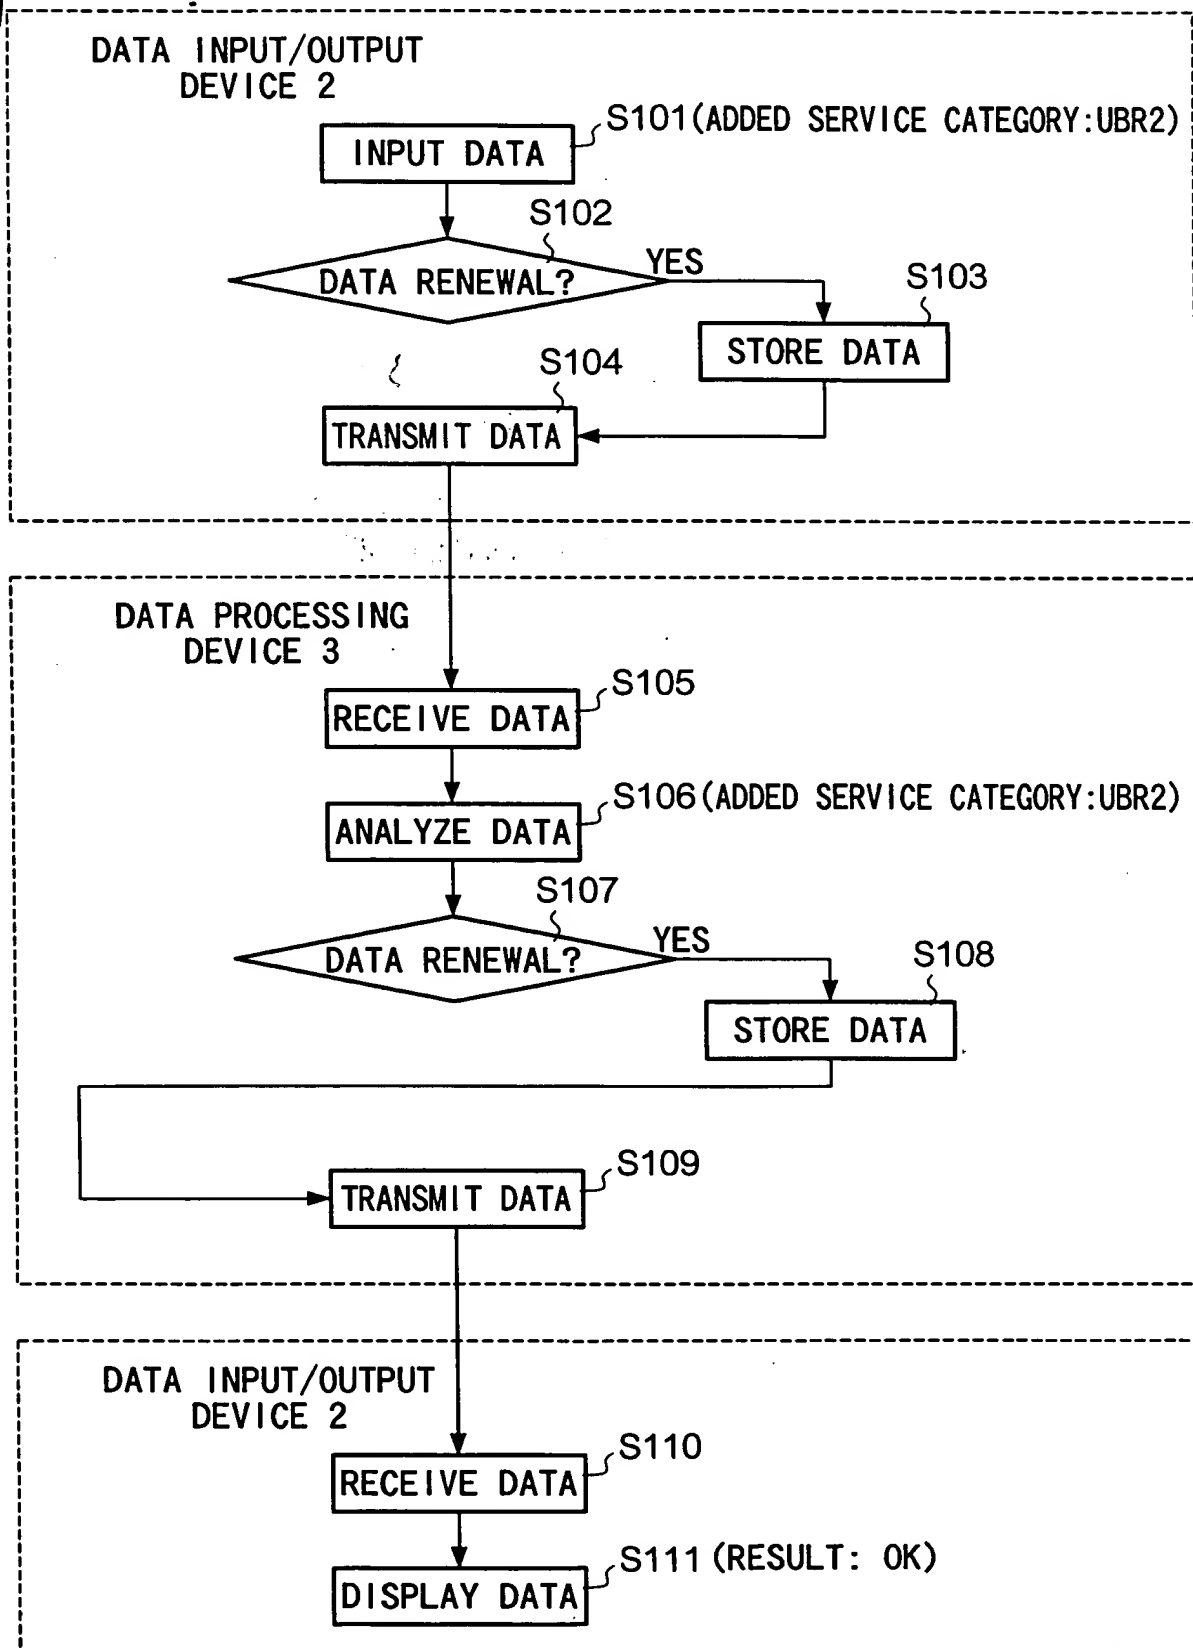 DATA INPUT/OUTPUT
DEVICE 2
S101(ADDED SERVICE CATEGORY:UBR2)
INPUT DATA
S102
DATA RENEWAL?
YES
S103
STORE DATA
S104
TRANSMIT DATA
DATA PROCESSING
DEVICE 3
S105
RECEIVE DATA
S106(ADDED SERVICE CATEGORY:UBR2)
ANALYZE DATA
S107
DATA RENEWAL?
YES
S108
STORE DATA
S109
TRANSMIT DATA
DATA INPUT/OUTPUT
DEVICE 2
S110
RECEIVE DATA
S111(RESULT: OK)
DISPLAY DATA